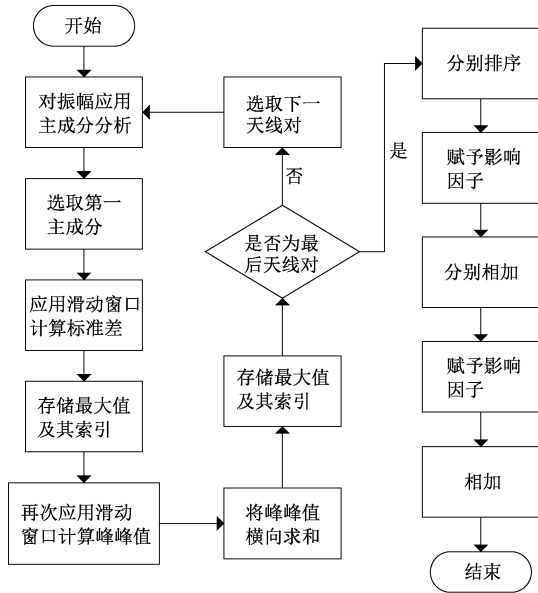 开始
对振幅应用
主成分分析
选取第一
主成分
应用滑动窗口
计算标准差
存储最大值
及其索引
再次应用滑动
窗口计算峰峰值
将峰峰值
横向求和
存储最大值
及其索引
是否为最
后天线对
否
选取下一
天线对
是
分别排序
赋予影响
因子
分别相加
赋予影响
因子
相加
结束